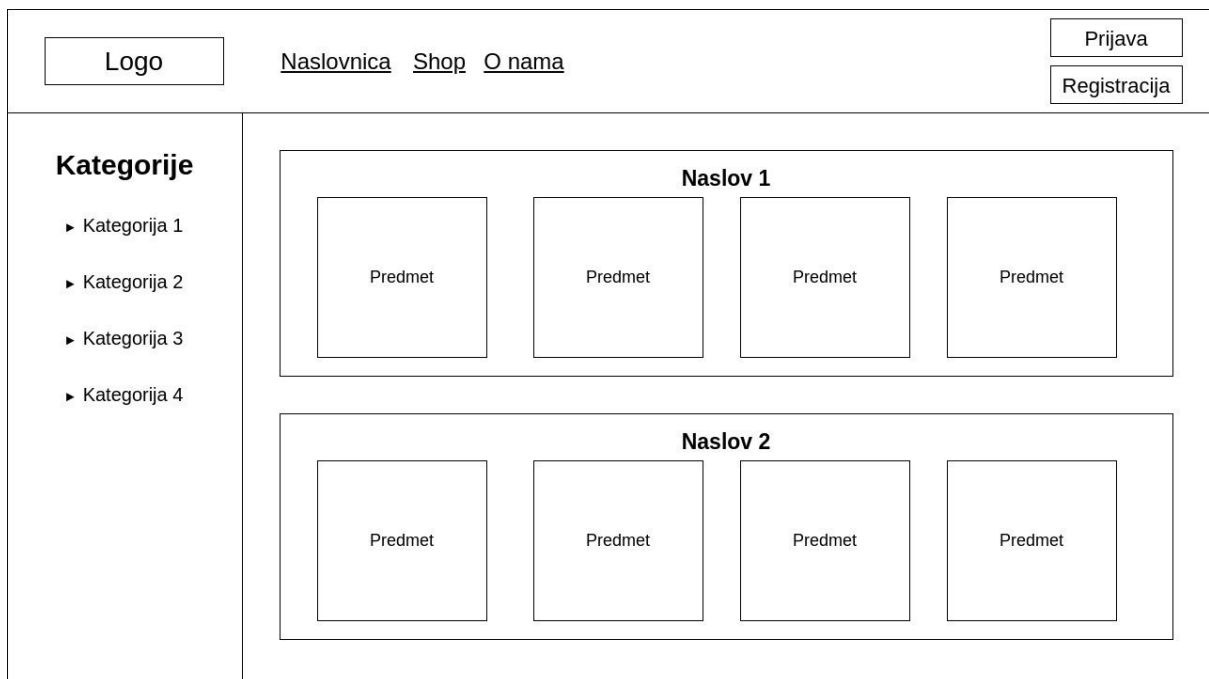 Logo
Naslovnica Shop O nama
Prijava
Registracija
Kategorije
► Kategorija 1
► Kategorija 2
► Kategorija 3
► Kategorija 4
Naslov 1
Predmet Predmet Predmet Predmet
Naslov 2
Predmet Predmet Predmet Predmet